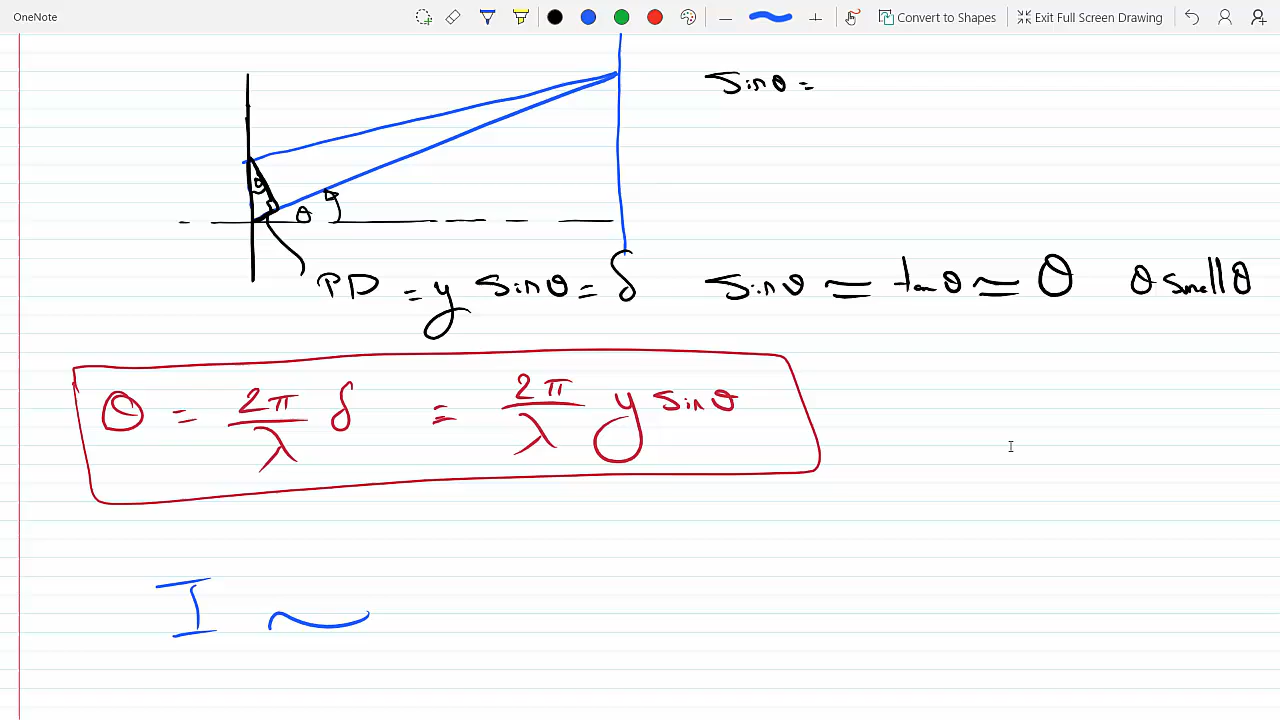 OneNote
Convert to Shapes
Exit Full Screen Drawing
sinθ =
θ
θ
PD = y sinθ = δ
sinθ ≃ tanθ ≃ θ θ small θ
Θ = 2π/λ δ = 2π/λ y sinθ
I ~